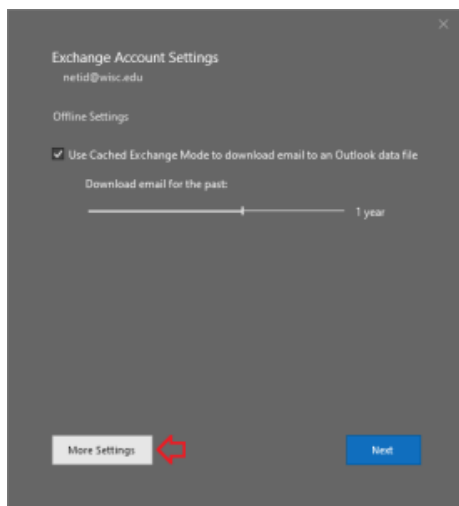 Exchange Account Settings
netid@wisc.edu
Offline Settings
Use Cached Exchange Mode to download email to an Outlook data file
Download email for the past:
1 year
More Settings
Next